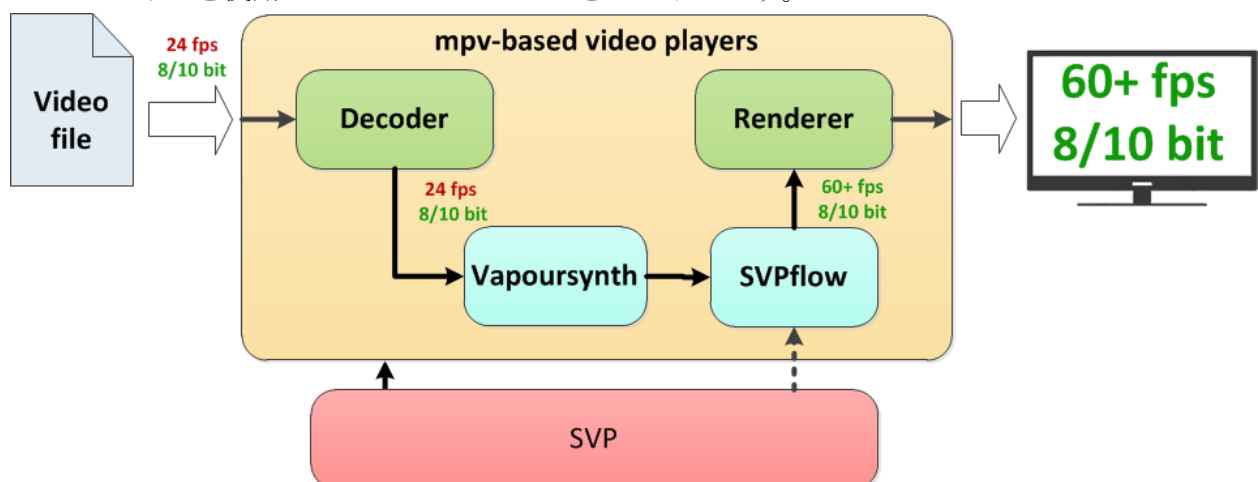 mpv-based video players
24 fps
8/10 bit
Video
file
Decoder
Renderer
60+ fps
8/10 bit
24 fps
8/10 bit
60+ fps
8/10 bit
Vapoursynth
SVPflow
SVP